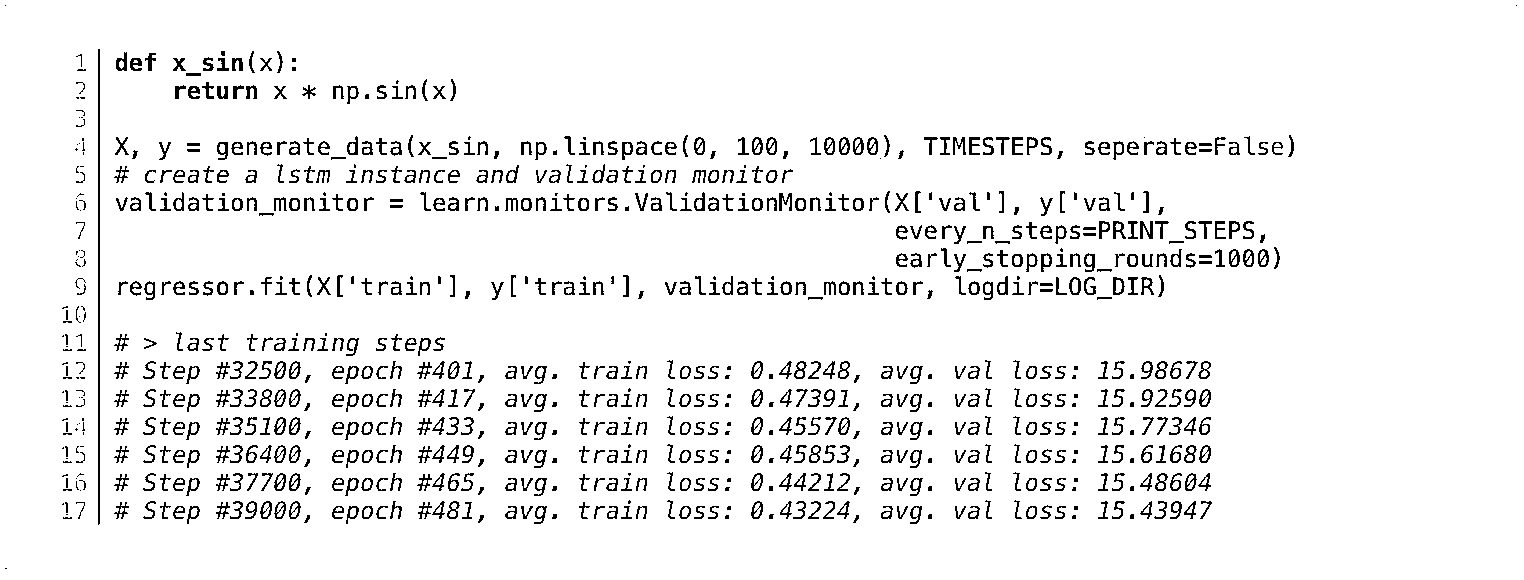 1 def x_sin(x):
2     return x * np.sin(x)
3
4 X, y = generate_data(x_sin, np.linspace(0, 100, 10000), TIMESTEPS, seperate=False)
5 # create a lstm instance and validation monitor
6 validation_monitor = learn.monitors.ValidationMonitor(X['val'], y['val'],
7                                                       every_n_steps=PRINT_STEPS,
8                                                       early_stopping_rounds=1000)
9 regressor.fit(X['train'], y['train'], validation_monitor, logdir=LOG_DIR)
10
11 # > last training steps
12 # Step #32500, epoch #401, avg. train loss: 0.48248, avg. val loss: 15.98678
13 # Step #33800, epoch #417, avg. train loss: 0.47391, avg. val loss: 15.92590
14 # Step #35100, epoch #433, avg. train loss: 0.45570, avg. val loss: 15.77346
15 # Step #36400, epoch #449, avg. train loss: 0.45853, avg. val loss: 15.61680
16 # Step #37700, epoch #465, avg. train loss: 0.44212, avg. val loss: 15.48604
17 # Step #39000, epoch #481, avg. train loss: 0.43224, avg. val loss: 15.43947